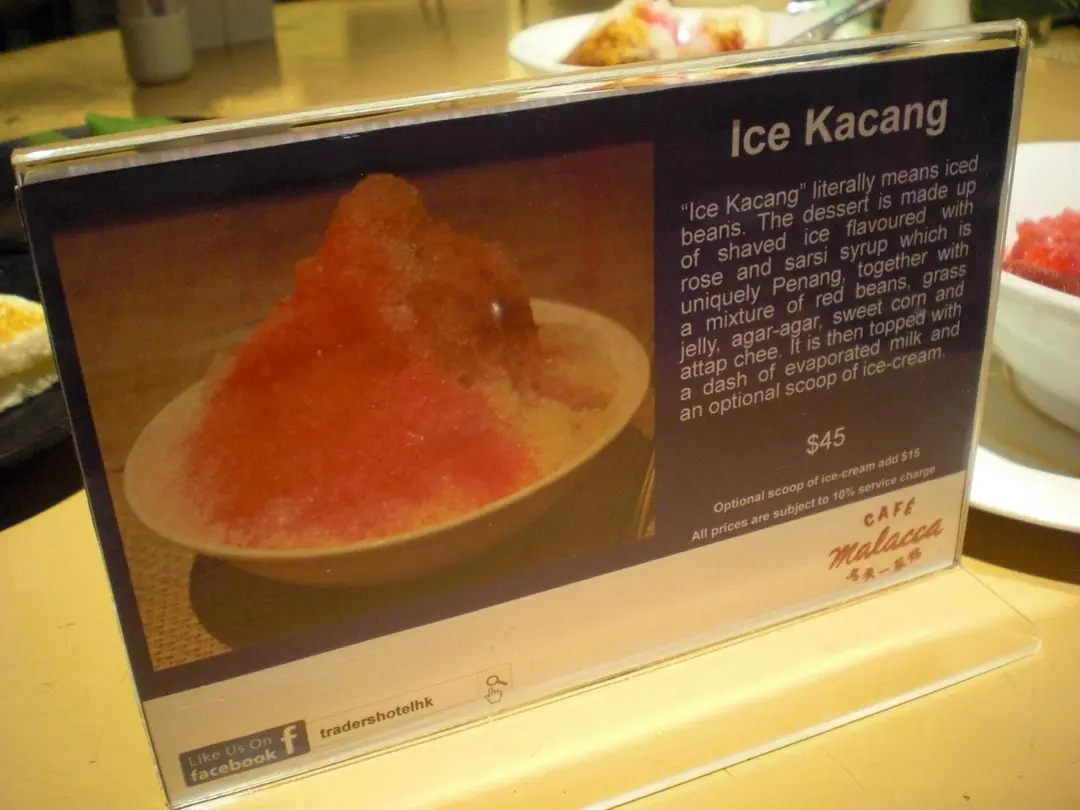 Ice Kacang
“Ice Kacang” literally means iced
beans. The dessert is made up
of shaved ice flavoured with
rose and sarsi syrup which is
uniquely Penang, together with
a mixture of red beans, grass
jelly, agar-agar, sweet corn and
attap chee. It is then topped with
a dash of evaporated milk and
an optional scoop of ice-cream.
$45
Optional scoop of ice-cream add $15
All prices are subject to 10% service charge
CAFÉ
Malacca
Like Us On
facebook
f
tradershotelhk